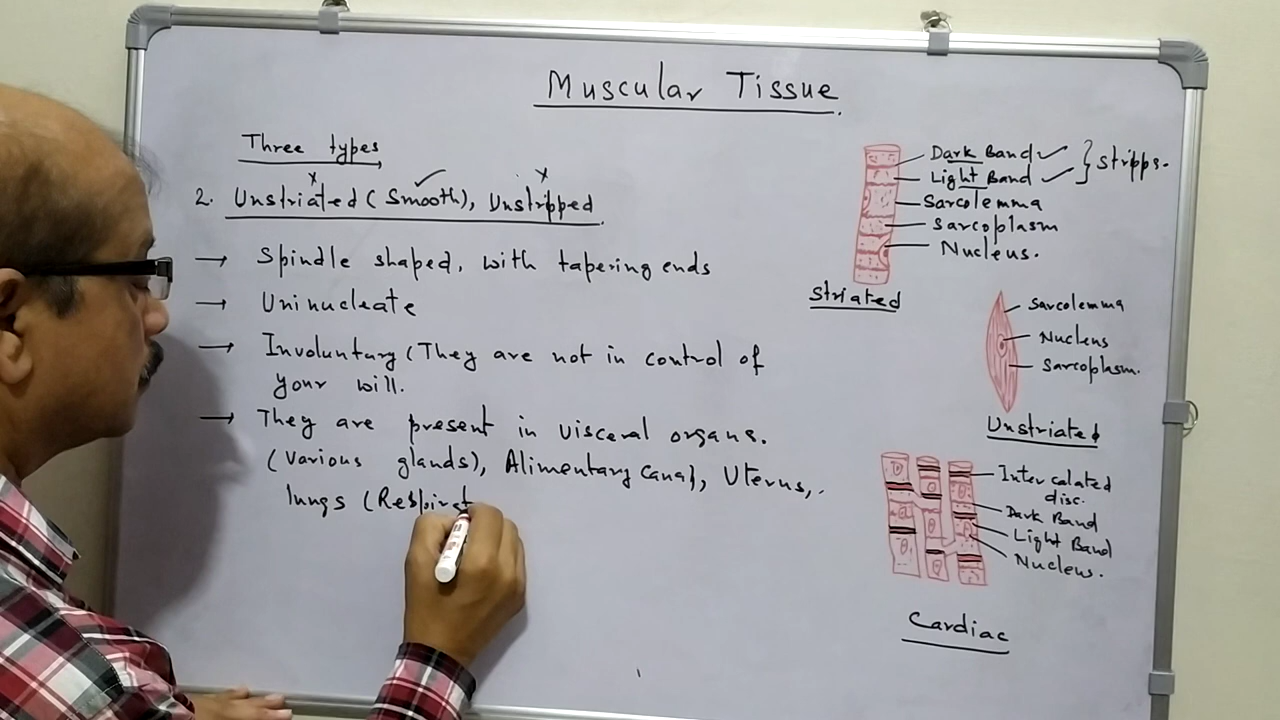 Muscular Tissue.
Three types
2. Unstriated (Smooth), Unstripped
→ Spindle shaped, with tapering ends
→ Uninucleate
→ Involuntary (They are not in control of
your will.
→ They are present in visceral organs.
(various glands), Alimentary Canal, Uterus,
lungs (Respirat
Dark Band
Light Band
} Stripps.
Sarcolemma
Sarcoplasm
Nucleus.
Striated
Sarcolemma
Nucleus
Sarcoplasm.
Unstriated
Intercalated
disc.
Dark Band
Light Band
Nucleus.
Cardiac